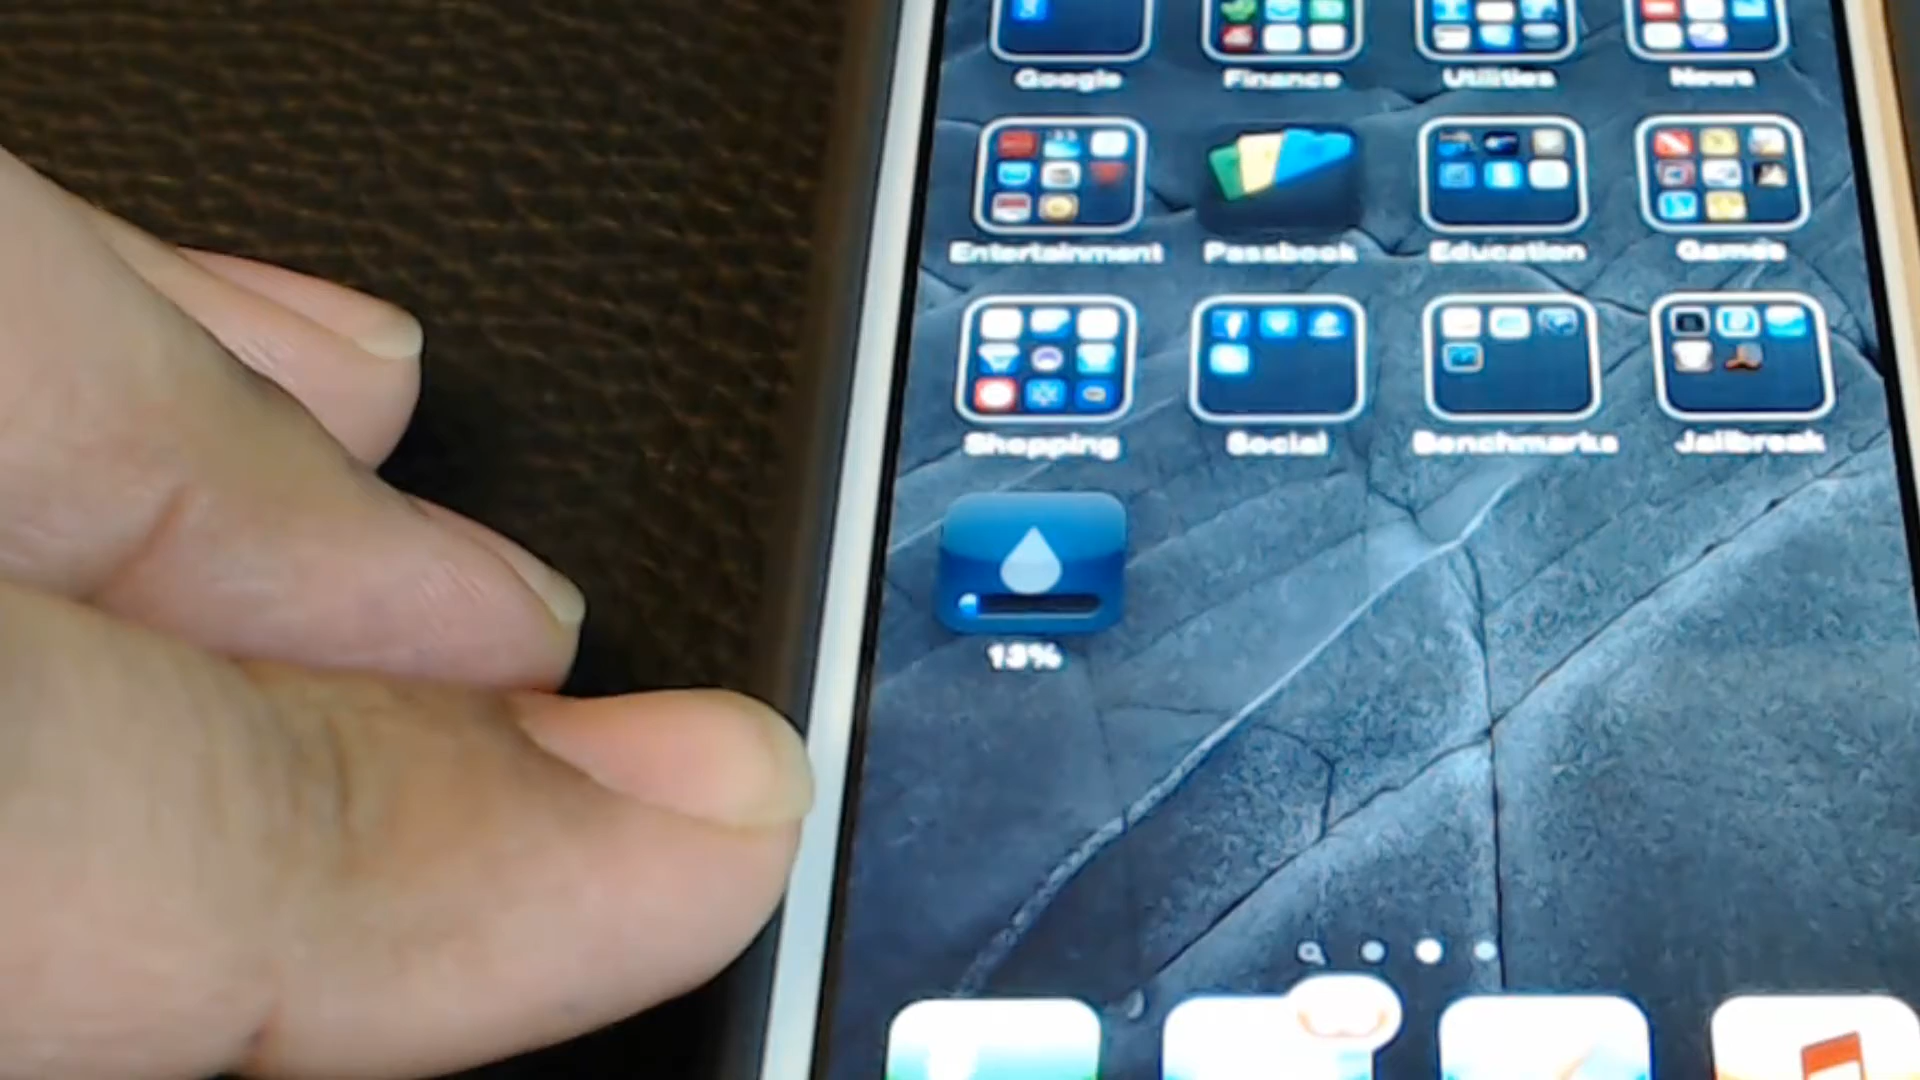 Google Finance Utilities News
Entertainment Passbook Education Games
Shopping Social Benchmarks Jailbreak
13%